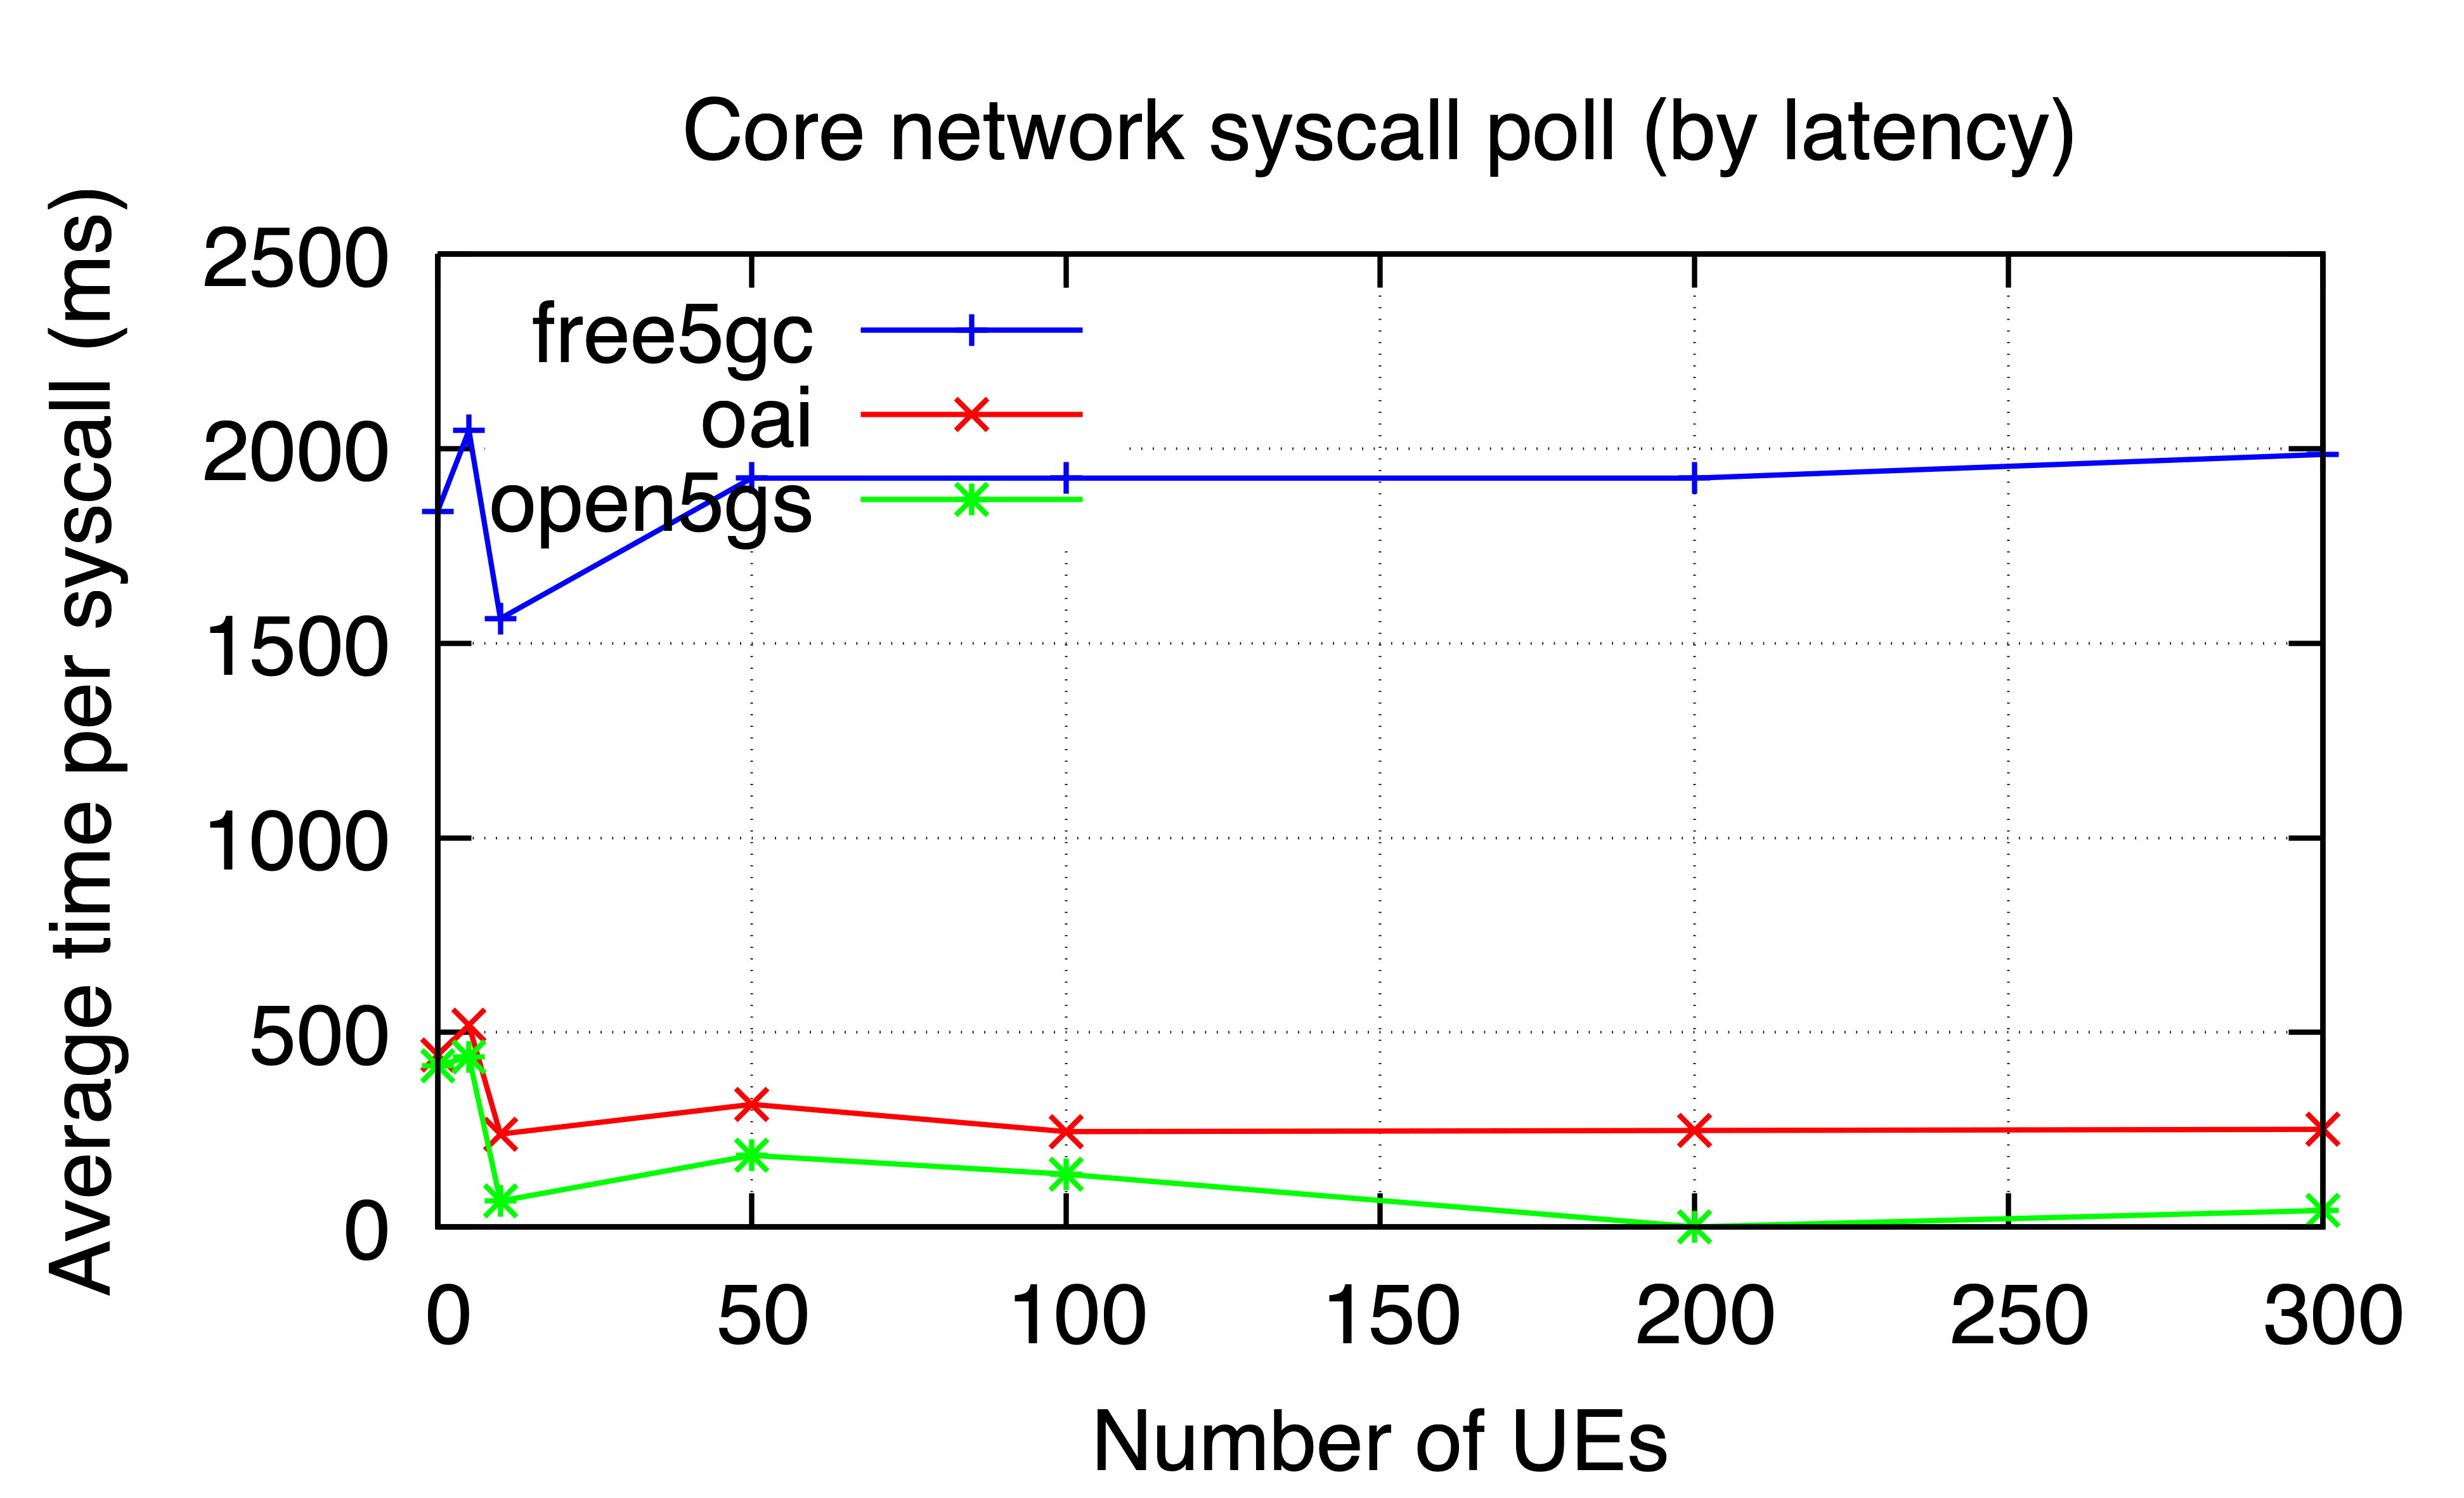 Core network syscall poll (by latency)
Average time per syscall (ms)
2500
2000
1500
1000
500
0
free5gc
oai
open5gs
0 50 100 150 200 250 300
Number of UEs